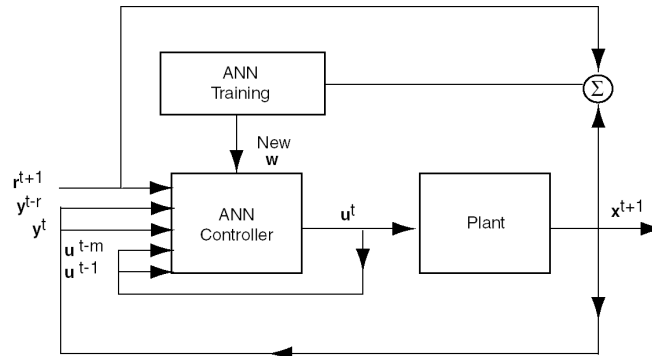 ANN
Training
Σ
New
w
r^t+1
y^t-r
y^t
u^t-m
u^t-1
ANN
Controller
u^t
Plant
x^t+1